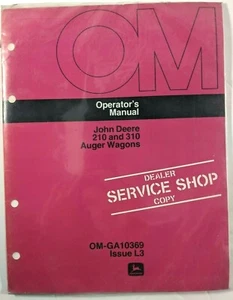 OM
Operator's
Manual
John Deere
210 and 310
Auger Wagons
DEALER
SERVICE SHOP
COPY
OM-GA10369
Issue L3